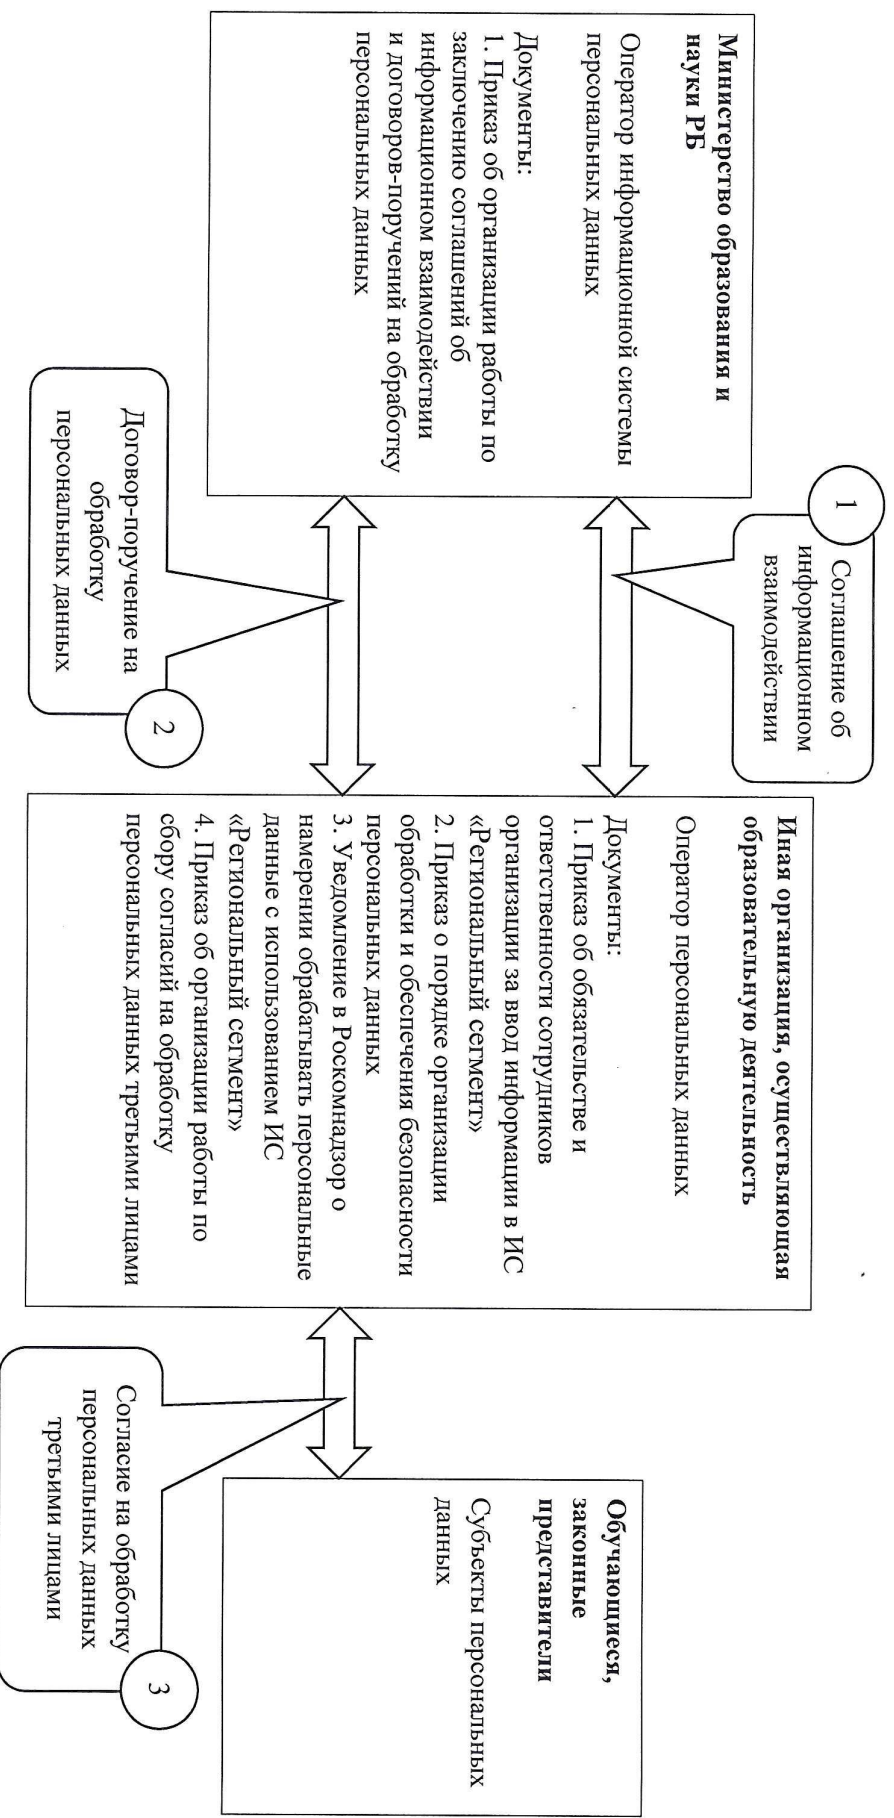 Министерство образования и
науки РБ
Оператор информационной системы
персональных данных
Документы:
1. Приказ об организации работы по
заключению соглашений об
информационном взаимодействии
и договоров-поручений на обработку
персональных данных
1
Соглашение об
информационном
взаимодействии
Договор-поручение на
обработку
персональных данных
2
Иная организация, осуществляющая
образовательную деятельность
Оператор персональных данных
Документы:
1. Приказ об обязательстве и
ответственности сотрудников
организации за ввод информации в ИС
«Региональный сегмент»
2. Приказ о порядке организации
обработки и обеспечения безопасности
персональных данных
3. Уведомление в Роскомнадзор о
намерении обрабатывать персональные
данные с использованием ИС
«Региональный сегмент»
4. Приказ об организации работы по
сбору согласий на обработку
персональных данных третьими лицами
Согласие на обработку
персональных данных
третьими лицами
3
Обучающиеся,
законные
представители
Субъекты персональных
данных